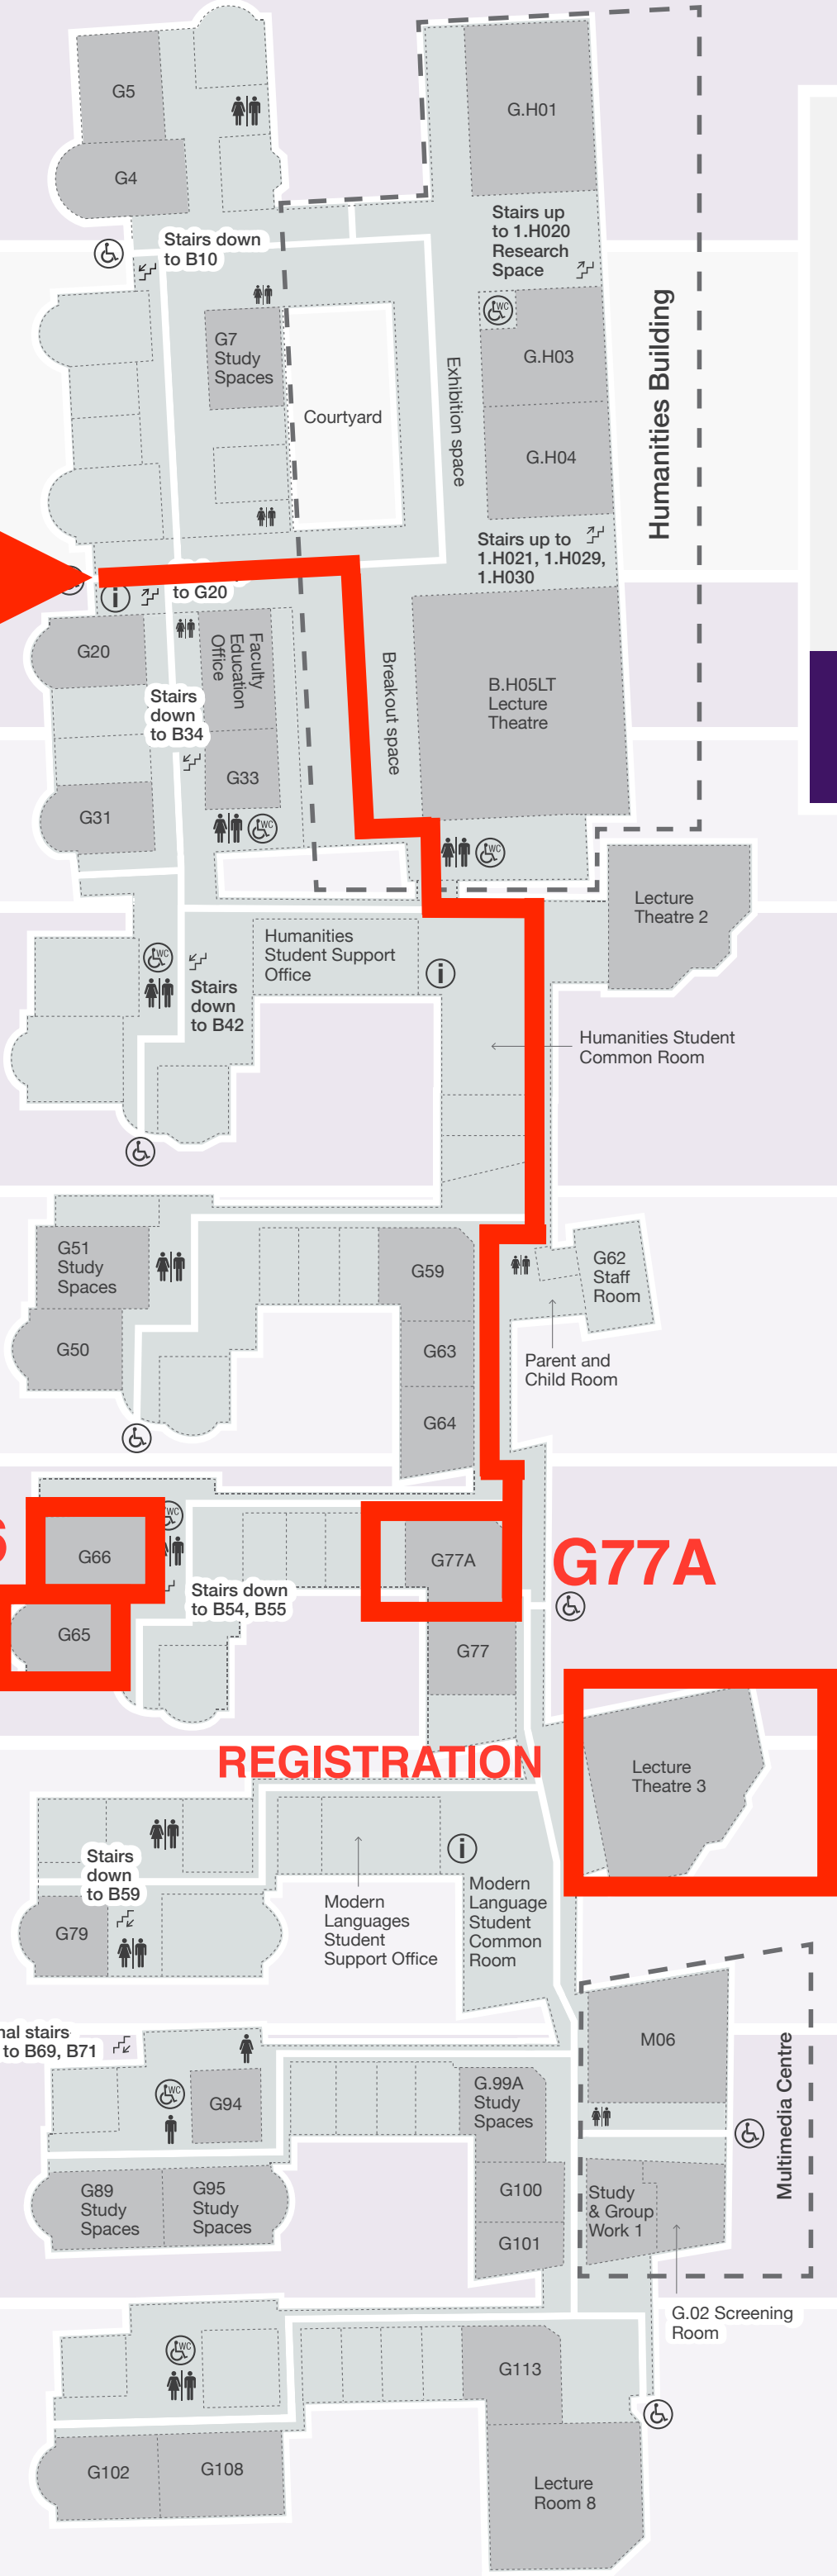 G5
G.H01
G4
Stairs up
to 1.H020
Research
Space
Stairs down
to B10
WC
G7
Study
Spaces
G.H03
Humanities Building
Exhibition space
Courtyard
G.H04
Stairs up to
1.H021, 1.H029,
1.H030
i
to G20
G20
Faculty
Education
Office
Breakout space
B.H05LT
Lecture
Theatre
Stairs
down
to B34
G33
G31
WC
WC
Lecture
Theatre 2
Humanities
Student Support
Office
WC
i
Stairs
down
to B42
Humanities Student
Common Room
G51
Study
Spaces
G59
G62
Staff
Room
G50
G63
Parent and
Child Room
G64
WC
G66
G77A
G77A
Stairs down
to B54, B55
G65
G77
REGISTRATION
Lecture
Theatre 3
i
Stairs
down
to B59
Modern
Languages
Student
Support Office
Modern
Language
Student
Common
Room
G79
nal stairs
to B69, B71
M06
WC
G94
G.99A
Study
Spaces
Multimedia Centre
G89
Study
Spaces
G95
Study
Spaces
G100
Study
& Group
Work 1
G101
G.02 Screening
Room
WC
G113
G102
G108
Lecture
Room 8